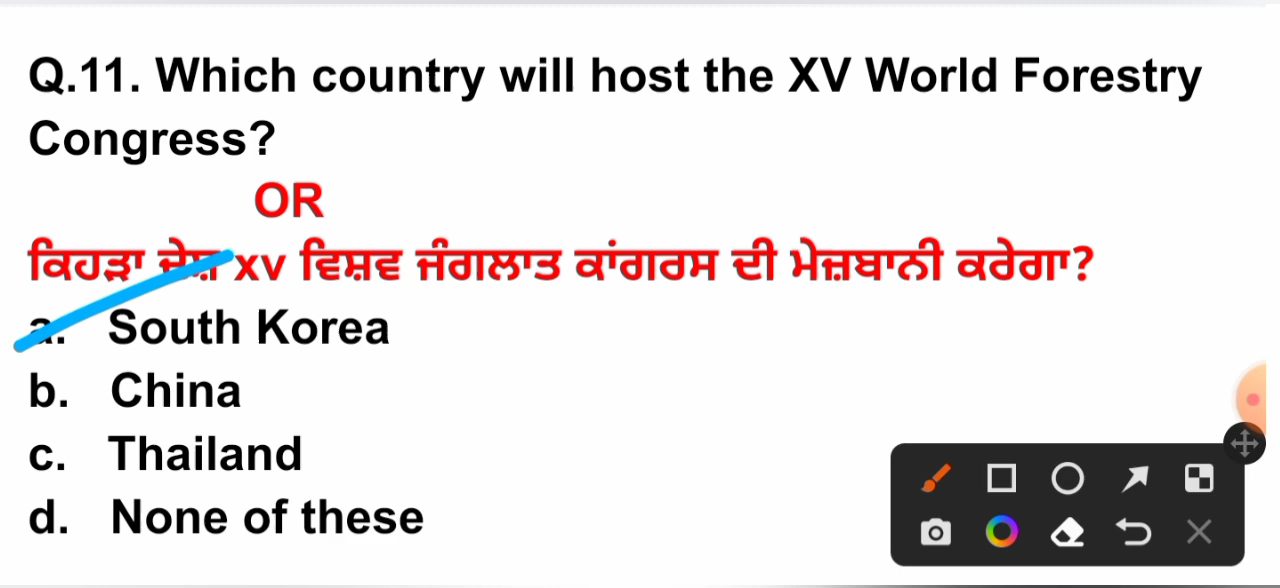 Q.11. Which country will host the XV World Forestry
Congress?
OR
ਕਿਹੜਾ ਦੇਸ਼ XV ਵਿਸ਼ਵ ਜੰਗਲਾਤ ਕਾਂਗਰਸ ਦੀ ਮੇਜ਼ਬਾਨੀ ਕਰੇਗਾ?
a. South Korea
b. China
c. Thailand
d. None of these